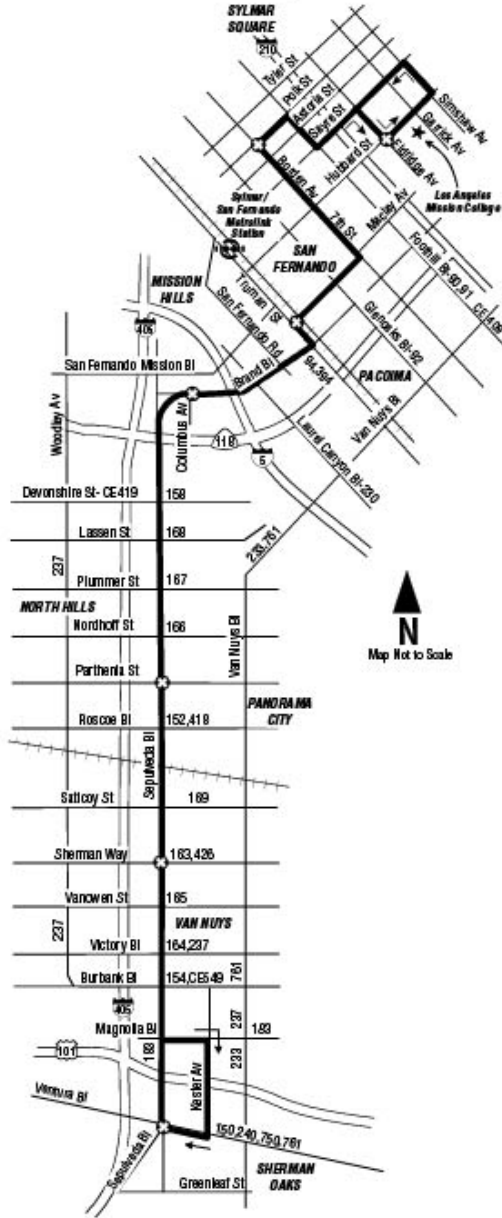 SYLMAR
SQUARE
210
Tyler St
Polk St
Astoria St
Sayre St
Simshaw Av
Garrick Av
Eldridge Av
Hubbard St
Borden Av
Los Angeles
Mission College
Maclay Av
7th St
Foothill Bl-90,91
CE409
Sylmar/
San Fernando
Metrolink
Station
SAN
FERNANDO
MISSION
HILLS
Truman St
San Fernando Rd
Glenoaks Bl-92
405
San Fernando Mission Bl
Brand Bl
94,394
PACOIMA
Woodley Av
Columbus Av
118
5
Laurel Canyon Bl-230
Van Nuys Bl
Devonshire St- CE419
158
Lassen St
168
233,761
237
Plummer St
167
NORTH HILLS
Nordhoff St
166
Van Nuys Bl
N
Map Not to Scale
Parthenia St
PANORAMA
CITY
Roscoe Bl
152,418
Sepulveda Bl
Saticoy St
169
Sherman Way
163,426
Vanowen St
165
237
VAN NUYS
Victory Bl
164,237
761
Burbank Bl
154,CE549
405
237
Magnolia Bl
183
183
101
233
Kester Av
Ventura Bl
150,240,750,761
Sepulveda Bl
SHERMAN
OAKS
Greenleaf St